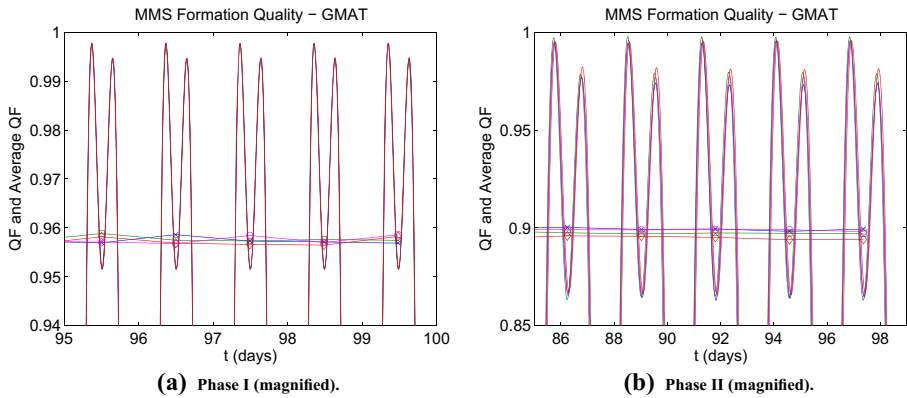 MMS Formation Quality − GMAT
QF and Average QF
1
0.99
0.98
0.97
0.96
0.95
0.94
95 96 97 98 99 100
t (days)
(a) Phase I (magnified).
MMS Formation Quality − GMAT
QF and Average QF
1
0.95
0.9
0.85
86 88 90 92 94 96 98
t (days)
(b) Phase II (magnified).